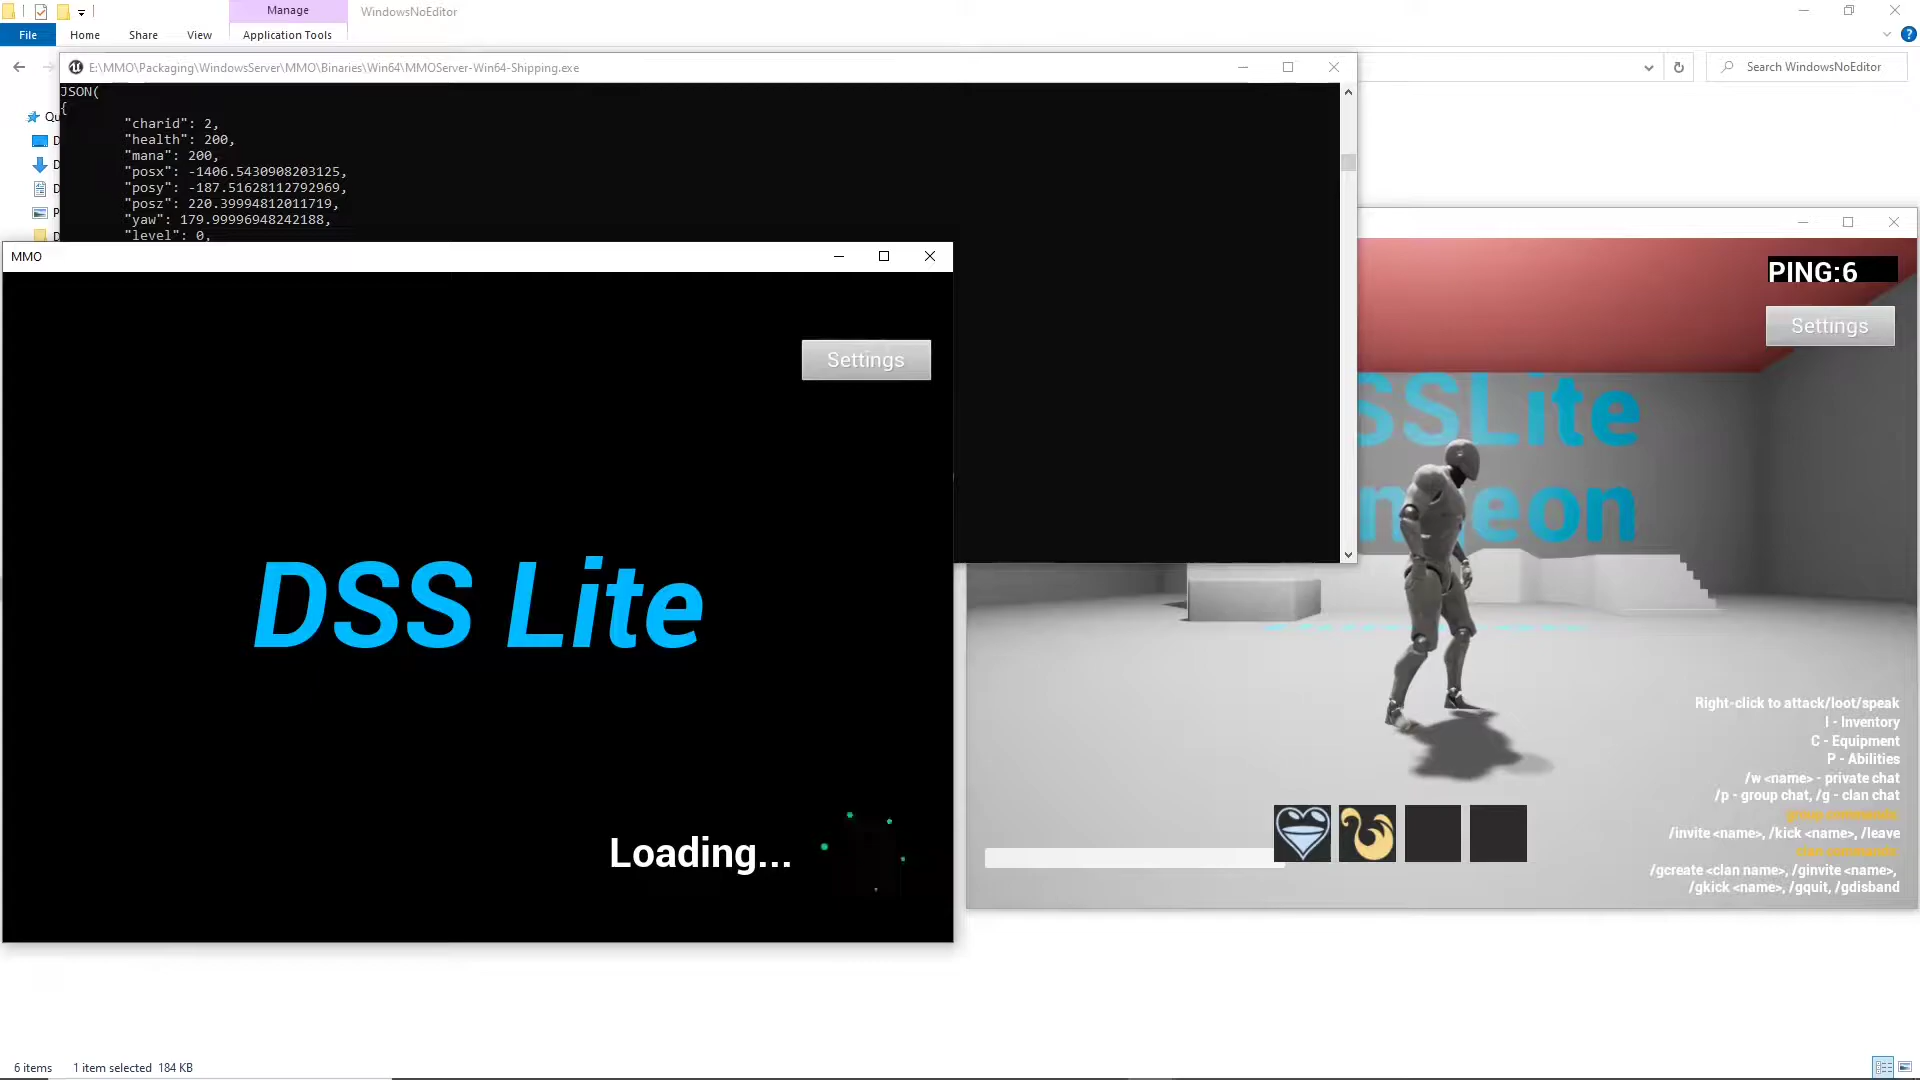 Manage
WindowsNoEditor
File
Home
Share
View
Application Tools
E:\MMO\Packaging\WindowsServer\MMO\Binaries\Win64\MMOServer-Win64-Shipping.exe
Search WindowsNoEditor
JSON(
{
"charid": 2,
"health": 200,
"mana": 200,
"posx": -1406.5430908203125,
"posy": -187.51628112792969,
"posz": 220.39994812011719,
"yaw": 179.99996948242188,
"level": 0,
MMO
Settings
DSS Lite
Loading...
PING:6
Settings
SSLite
Right-click to attack/loot/speak
I - Inventory
C - Equipment
P - Abilities
/w <name> - private chat
/p - group chat, /g - clan chat
group commands:
/invite <name>, /kick <name>, /leave
clan commands:
/gcreate <clan name>, /ginvite <name>,
/gkick <name>, /gquit, /gdisband
6 items
1 item selected 184 KB